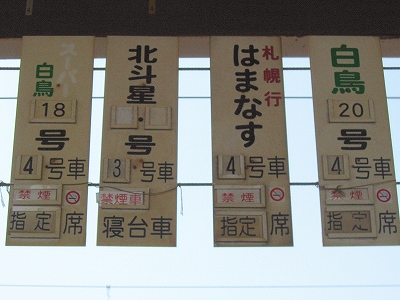 スーパー
白鳥
18
号
4号車
禁煙
指定席
北斗星
・号
3号車
禁煙車
寝台車
札幌行
はまなす
4号車
禁煙
指定席
白鳥
20
号
4号車
禁煙
指定席